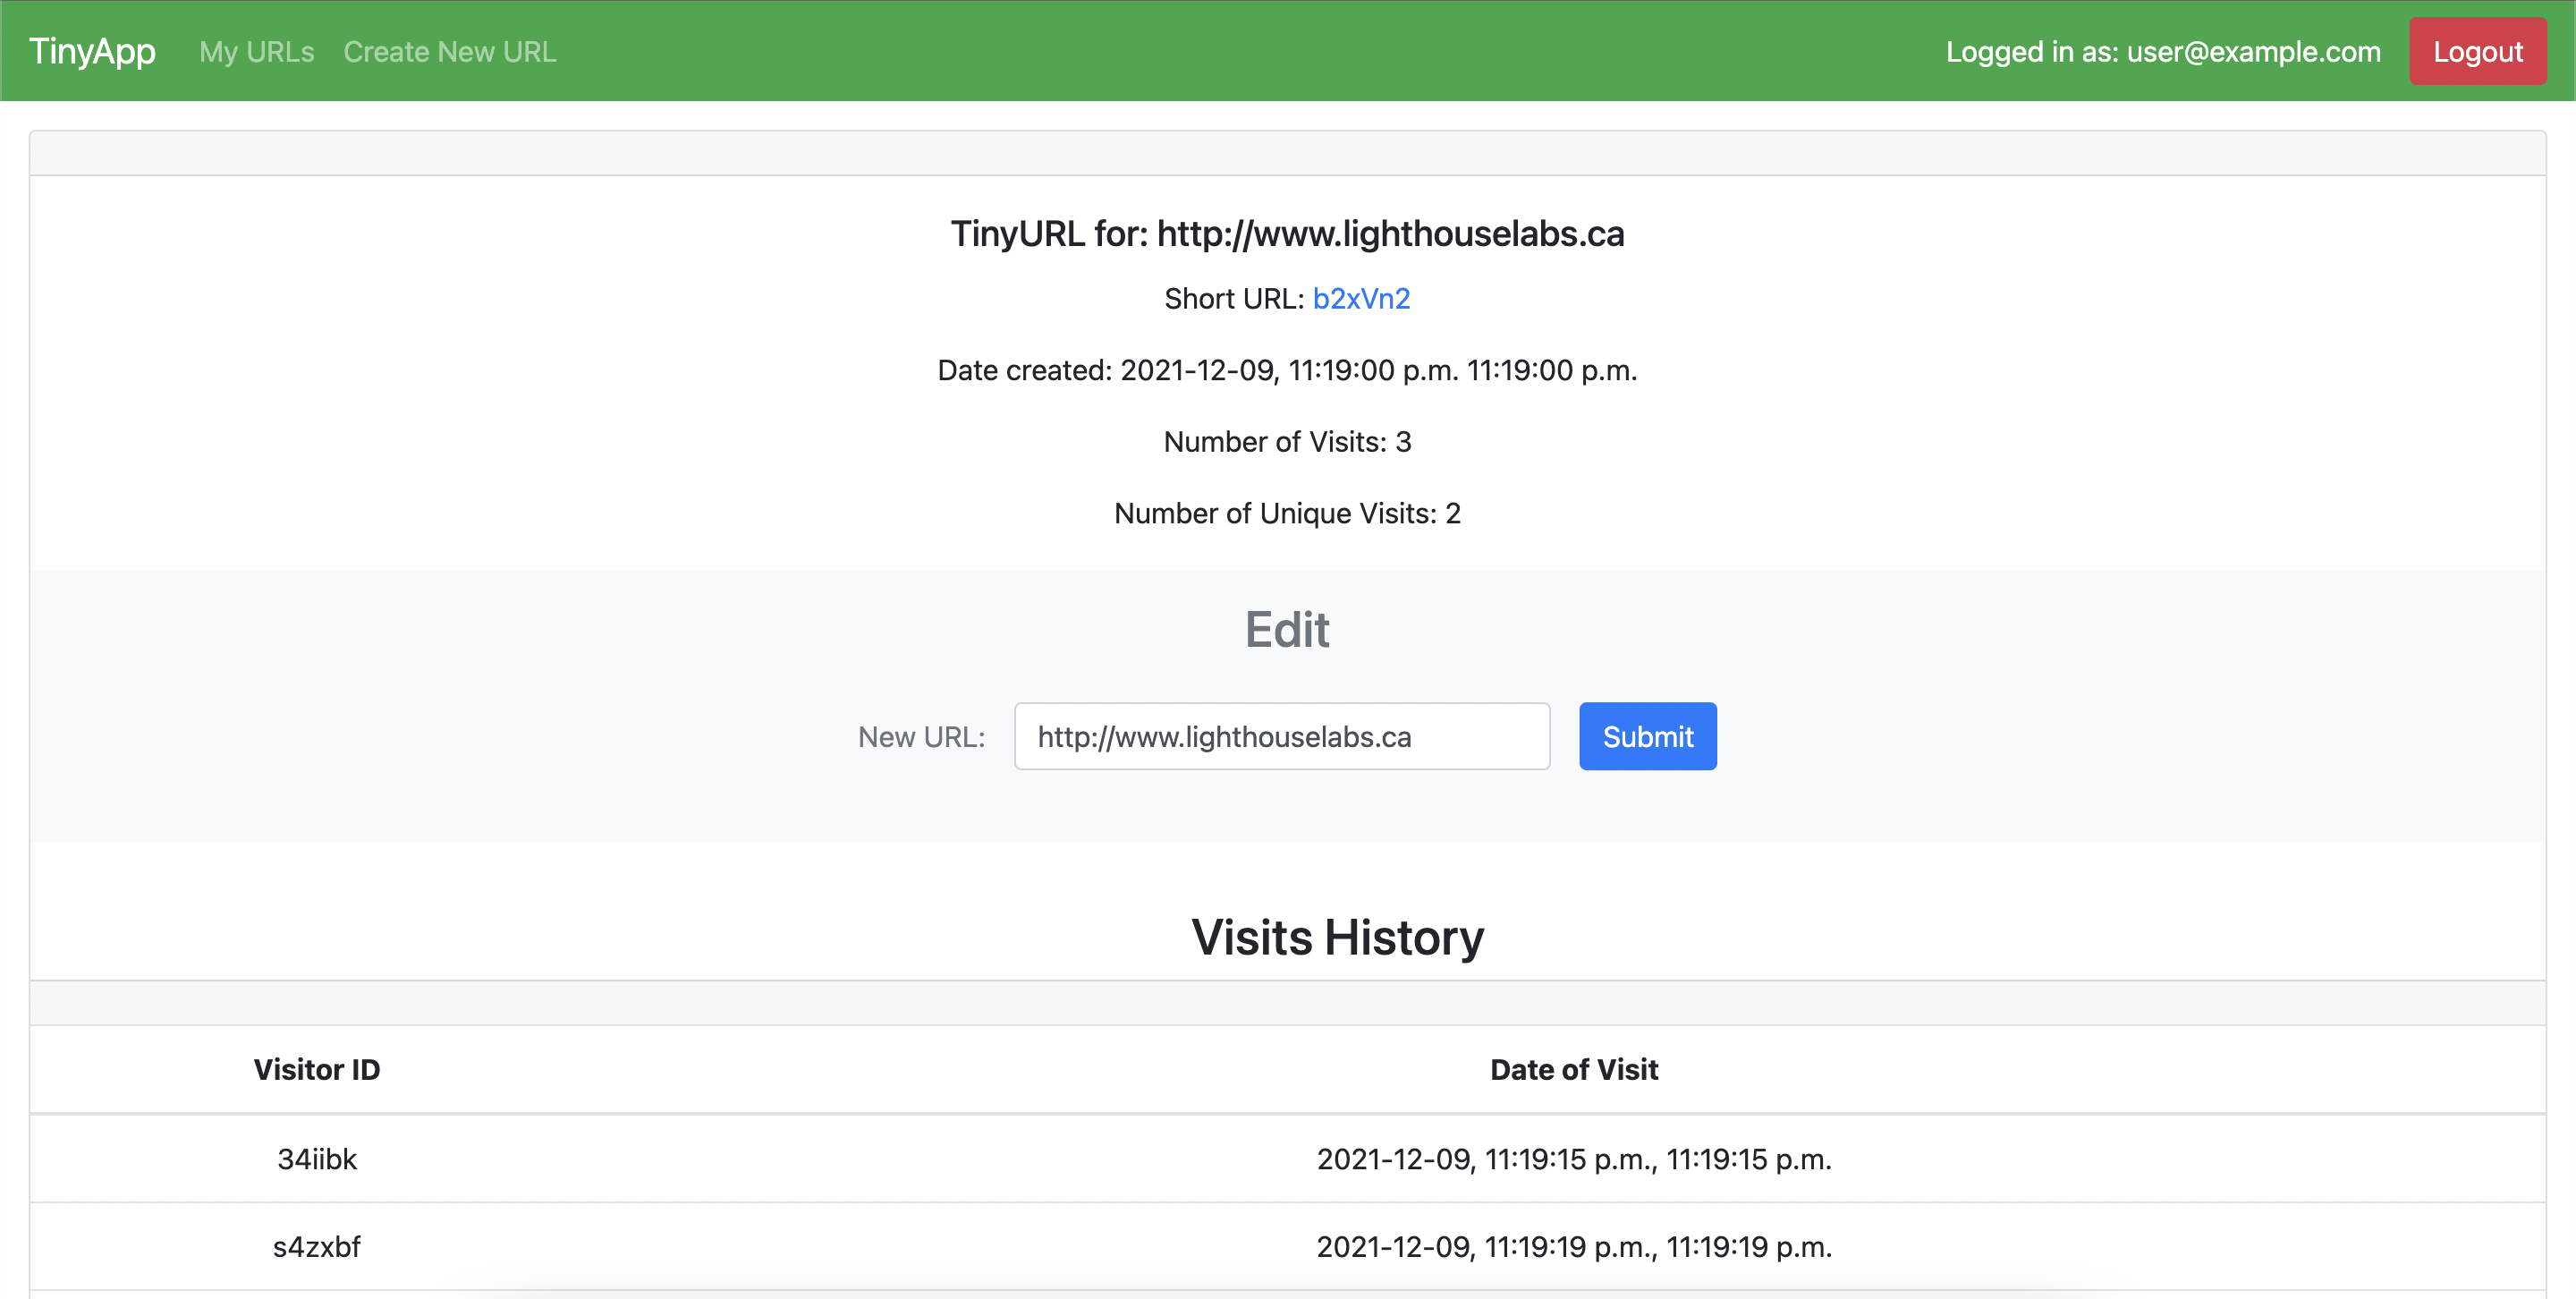 TinyApp My URLs Create New URL Logged in as: user@example.com Logout
TinyURL for: http://www.lighthouselabs.ca
Short URL: b2xVn2
Date created: 2021-12-09, 11:19:00 p.m. 11:19:00 p.m.
Number of Visits: 3
Number of Unique Visits: 2
Edit
New URL: http://www.lighthouselabs.ca Submit
Visits History
Visitor ID Date of Visit
34iibk 2021-12-09, 11:19:15 p.m., 11:19:15 p.m.
s4zxbf 2021-12-09, 11:19:19 p.m., 11:19:19 p.m.